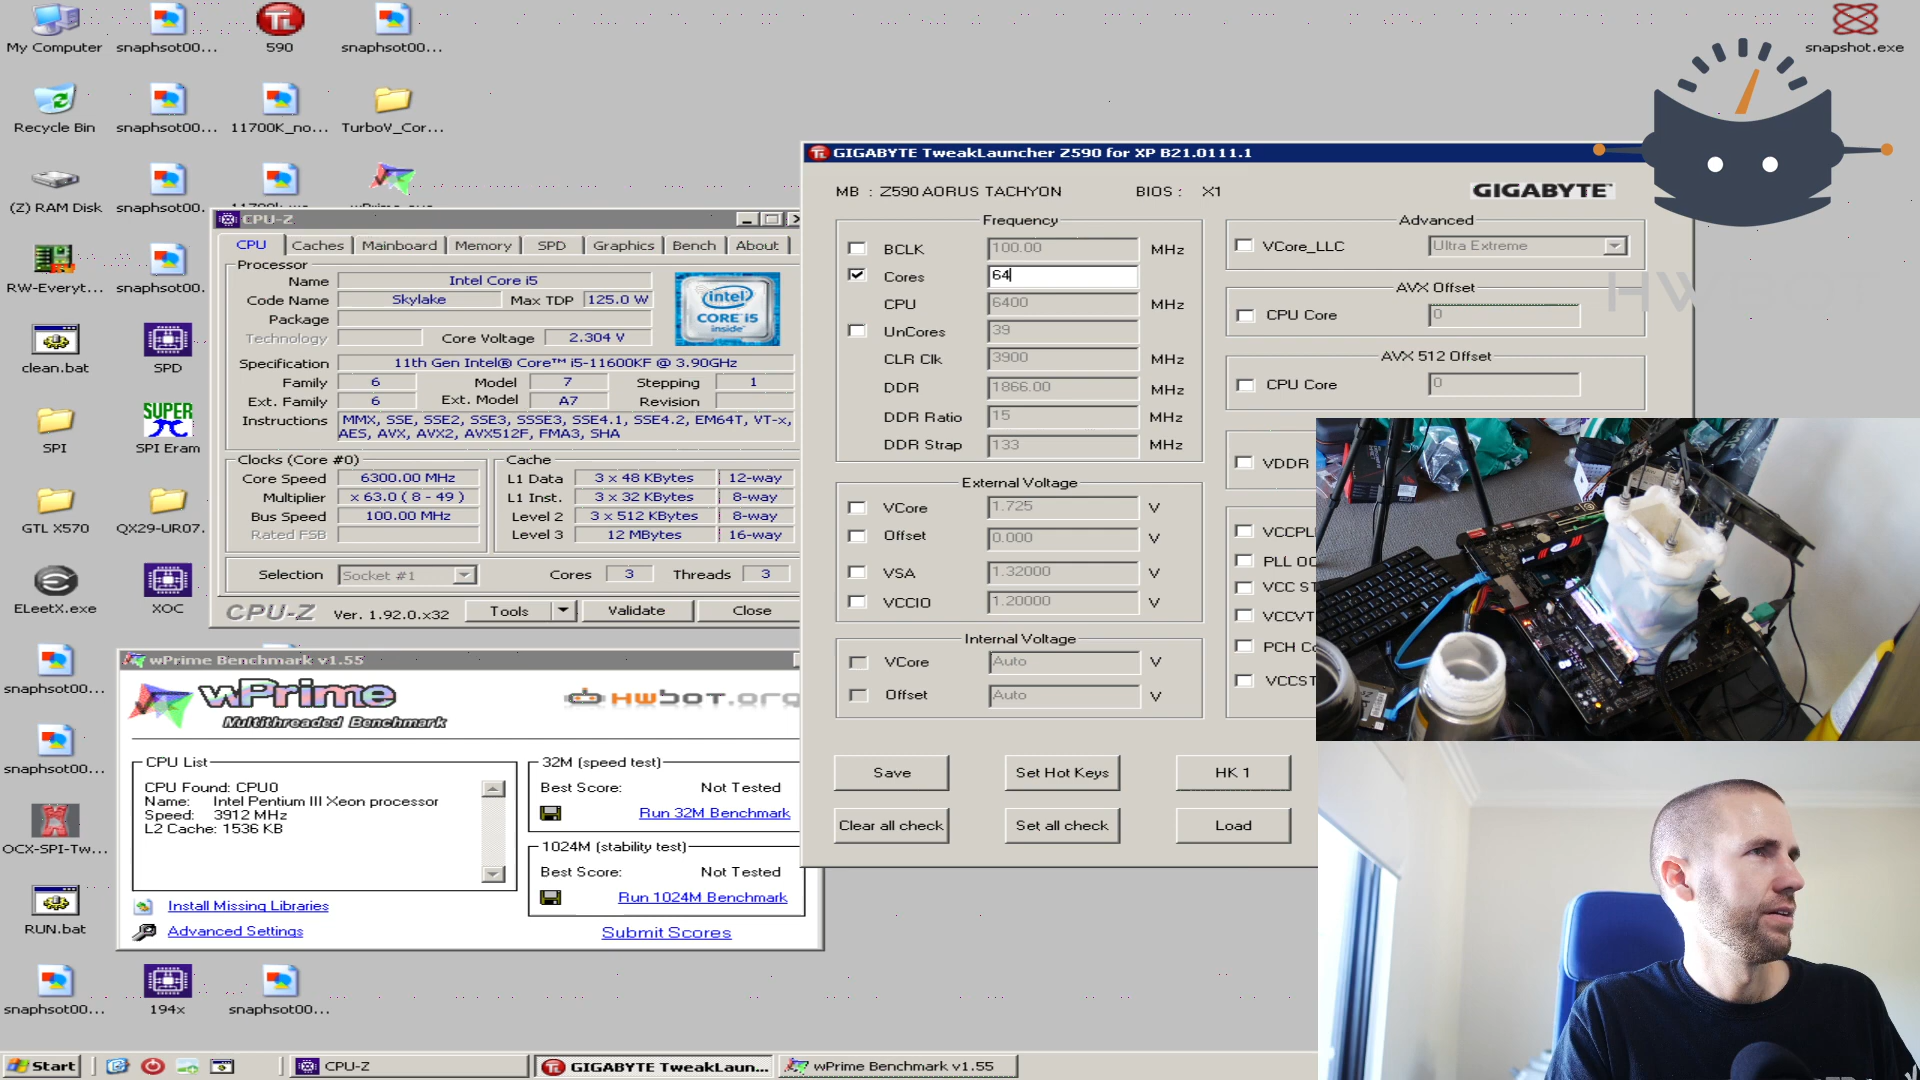 My Computer
snaphsot00...
590
snaphsot00...
snapshot.exe
Recycle Bin
snaphsot00...
11700K_no...
TurboV_Cor...
(Z) RAM Disk
snaphsot00...
RW-Everyt...
snaphsot00...
clean.bat
SPD
SPI
SUPER
SPI Eram
GTL X570
QX29-UR07...
ELeetX.exe
XOC
snaphsot00...
snaphsot00...
OCX-SPI-Tw...
RUN.bat
snaphsot00...
194x
snaphsot00...
CPU-Z
CPU
Caches
Mainboard
Memory
SPD
Graphics
Bench
About
Processor
Name
Intel Core i5
Code Name
Skylake
Max TDP
125.0 W
Package
Technology
Core Voltage
2.304 V
intel
CORE i5
inside
Specification
11th Gen Intel® Core™ i5-11600KF @ 3.90GHz
Family
6
Model
7
Stepping
1
Ext. Family
6
Ext. Model
A7
Revision
Instructions
MMX, SSE, SSE2, SSE3, SSSE3, SSE4.1, SSE4.2, EM64T, VT-x,
AES, AVX, AVX2, AVX512F, FMA3, SHA
Clocks (Core #0)
Core Speed
6300.00 MHz
Multiplier
x 63.0 ( 8 - 49 )
Bus Speed
100.00 MHz
Rated FSB
Cache
L1 Data
3 x 48 KBytes
12-way
L1 Inst.
3 x 32 KBytes
8-way
Level 2
3 x 512 KBytes
8-way
Level 3
12 MBytes
16-way
Selection
Socket #1
Cores
3
Threads
3
CPU-Z
Ver. 1.92.0.x32
Tools
Validate
Close
wPrime Benchmark v1.55
wPrime
Multithreaded Benchmark
HWBOT.org
CPU List
CPU Found: CPU0
Name: Intel Pentium III Xeon processor
Speed: 3912 MHz
L2 Cache: 1536 KB
Install Missing Libraries
Advanced Settings
32M (speed test)
Best Score:
Not Tested
Run 32M Benchmark
1024M (stability test)
Best Score:
Not Tested
Run 1024M Benchmark
Submit Scores
GIGABYTE TweakLauncher Z590 for XP B21.0111.1
MB : Z590 AORUS TACHYON
BIOS : X1
GIGABYTE™
Frequency
BCLK
100.00
MHz
Cores
64
CPU
6400
MHz
UnCores
39
CLR Clk
3900
MHz
DDR
1866.00
MHz
DDR Ratio
15
MHz
DDR Strap
133
MHz
External Voltage
VCore
1.725
V
Offset
0.000
V
VSA
1.32000
V
VCCIO
1.20000
V
Internal Voltage
VCore
Auto
V
Offset
Auto
V
Advanced
VCore_LLC
Ultra Extreme
AVX Offset
CPU Core
0
AVX 512 Offset
CPU Core
0
VDDR
VCCPLL
PLL OC
VCC ST
VCCVT
PCH Co
VCCST
Save
Set Hot Keys
HK 1
Clear all check
Set all check
Load
Start
CPU-Z
GIGABYTE TweakLaun...
wPrime Benchmark v1.55